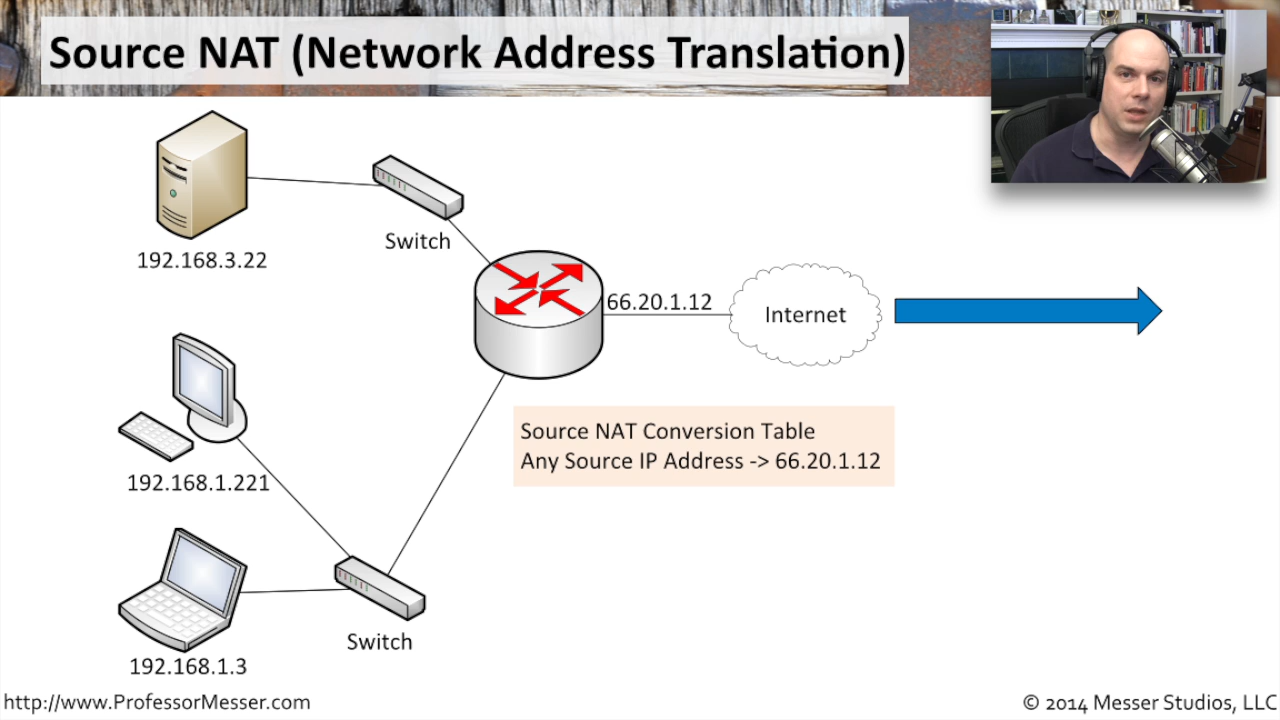 Source NAT (Network Address Translation)
192.168.3.22
Switch
66.20.1.12
Internet
Source NAT Conversion Table
Any Source IP Address -> 66.20.1.12
192.168.1.221
Switch
192.168.1.3
http://www.ProfessorMesser.com
© 2014 Messer Studios, LLC